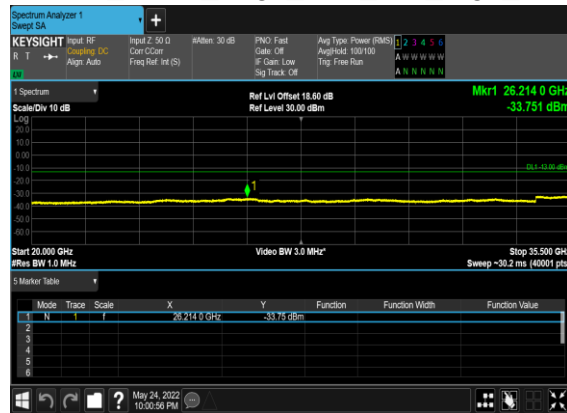 Spectrum Analyzer 1
Swept SA
+
KEYSIGHT Input: RF Input Z: 50 Ω #Atten: 30 dB PNO: Fast Avg Type: Power (RMS) 1 2 3 4 5 6
R T Coupling: DC Corr CCorr Gate: Off Avg|Hold: 100/100 A W W W W W
Align: Auto Freq Ref: Int (S) IF Gain: Low Trig: Free Run
LW Sig Track: Off A N N N N N
1 Spectrum Ref Lvl Offset 18.60 dB Mkr1 26.214 0 GHz
Scale/Div 10 dB Ref Level 30.00 dBm -33.751 dBm
Log
20.0
10.0
0.00
-10.0 DL1 -13.00 dBm
-20.0 1
-30.0
-40.0
-50.0
-60.0
Start 20.000 GHz Video BW 3.0 MHz* Stop 35.500 GHz
#Res BW 1.0 MHz Sweep ~30.2 ms (40001 pts)
5 Marker Table
Mode Trace Scale X Y Function Function Width Function Value
1 N 1 f 26.214 0 GHz -33.75 dBm
2
3
4
5
6
? May 24, 2022
10:00:56 PM